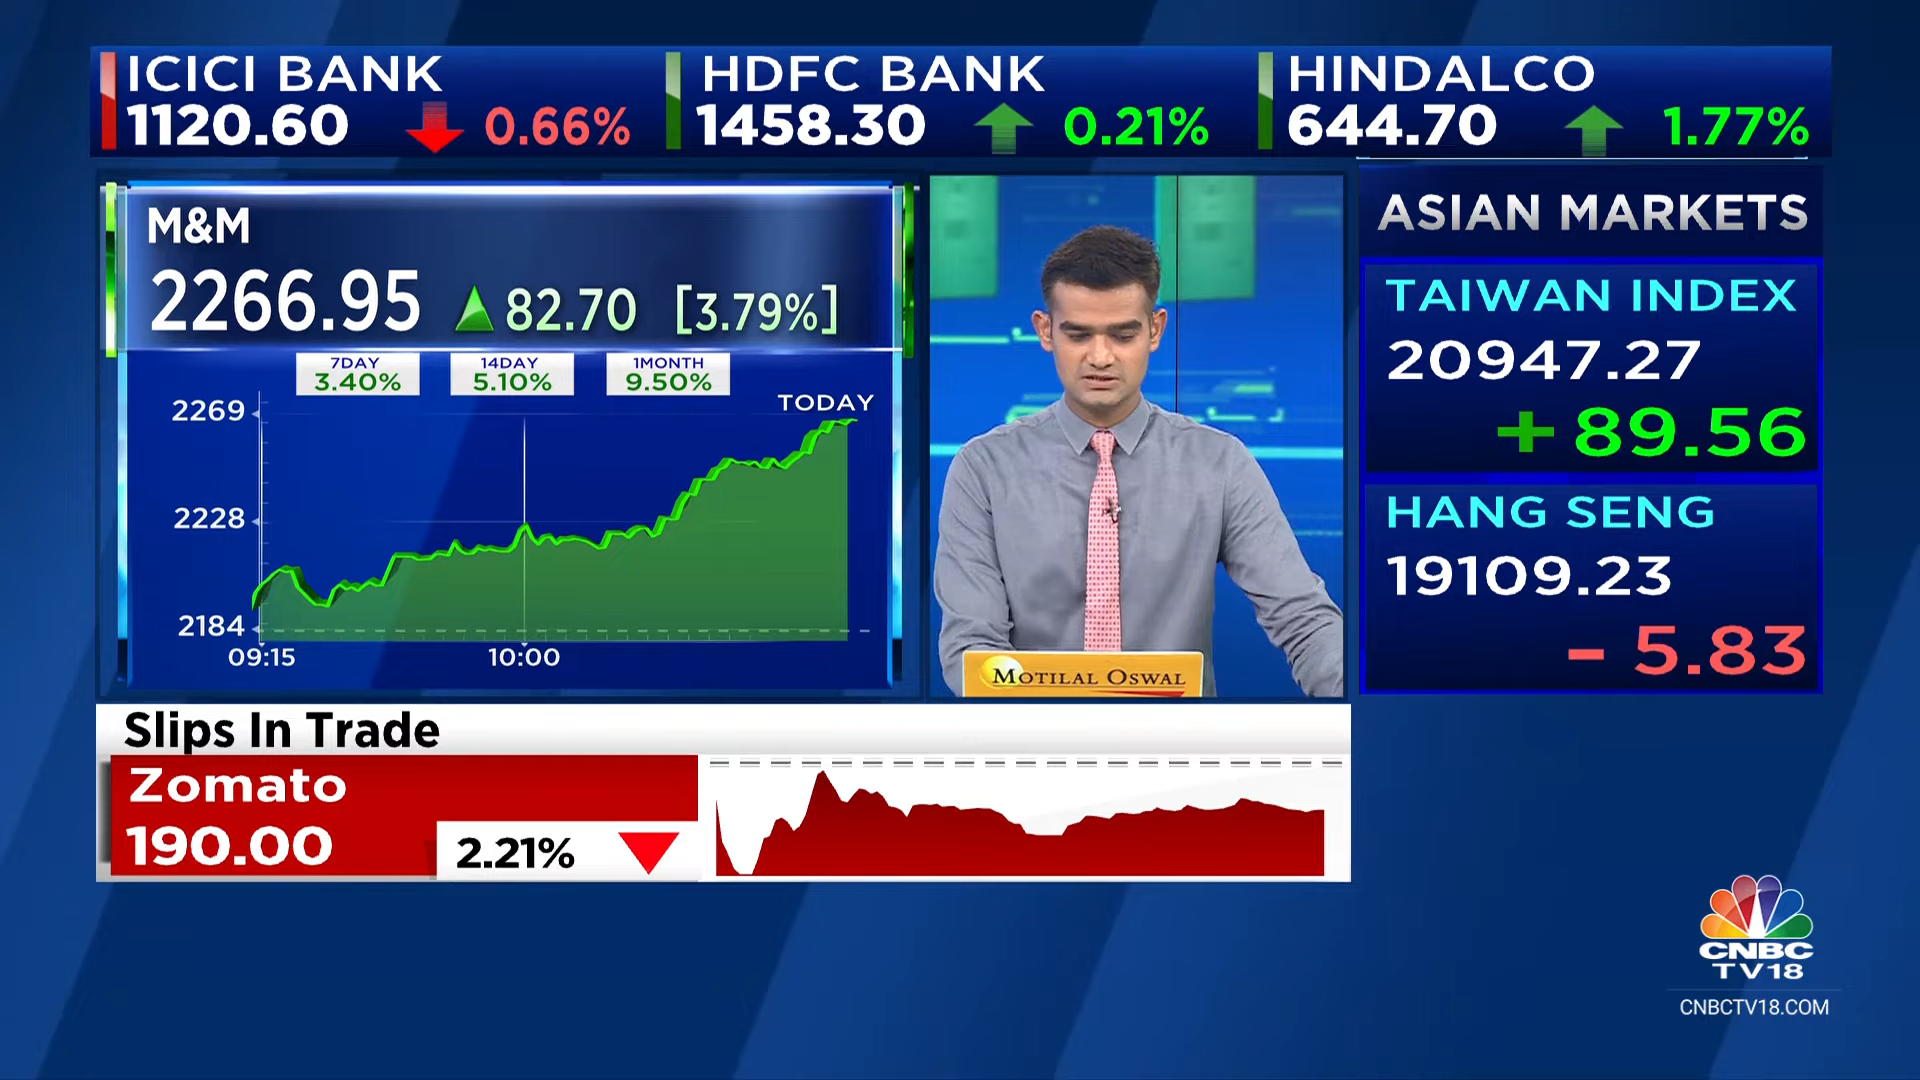 ICICI BANK
1120.60 0.66%
HDFC BANK
1458.30 0.21%
HINDALCO
644.70 1.77%
M&M
2266.95 82.70 [3.79%]
7DAY
3.40%
14DAY
5.10%
1MONTH
9.50%
TODAY
2269
2228
2184
09:15 10:00
MOTILAL OSWAL
ASIAN MARKETS
TAIWAN INDEX
20947.27
+ 89.56
HANG SENG
19109.23
- 5.83
Slips In Trade
Zomato
190.00 2.21%
CNBC
TV18
CNBCTV18.COM